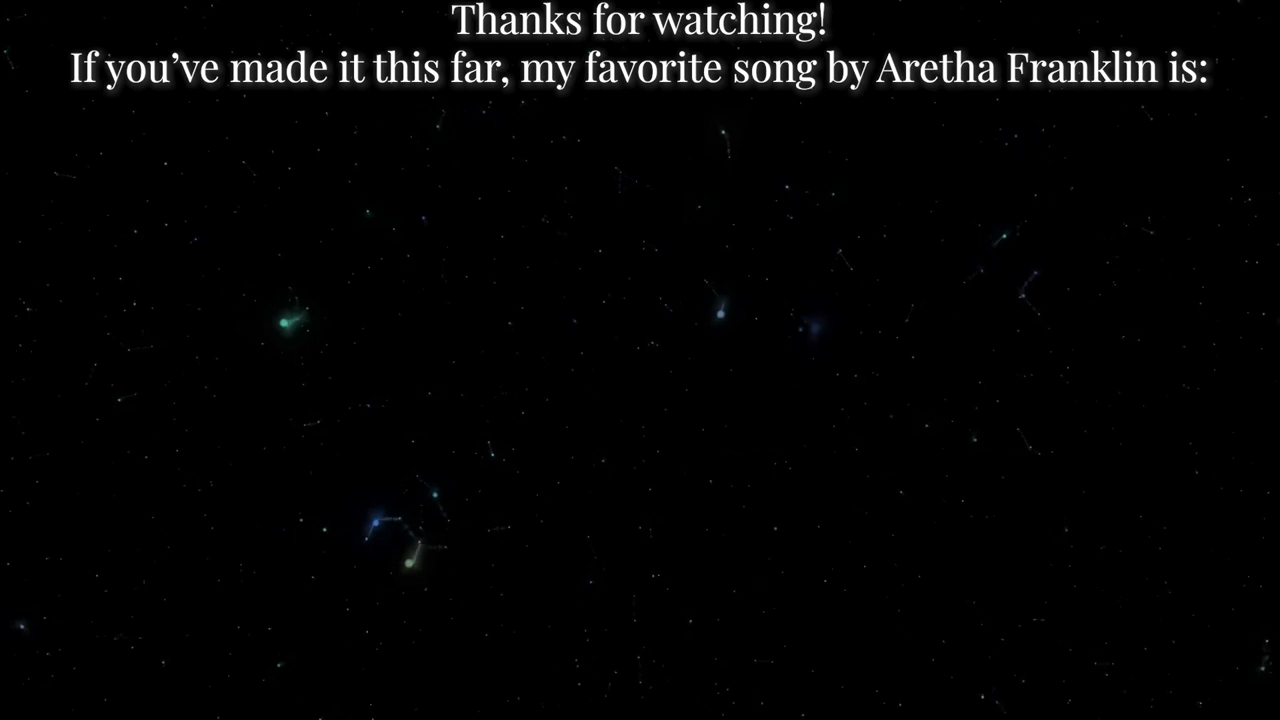 Thanks for watching!
If you’ve made it this far, my favorite song by Aretha Franklin is: